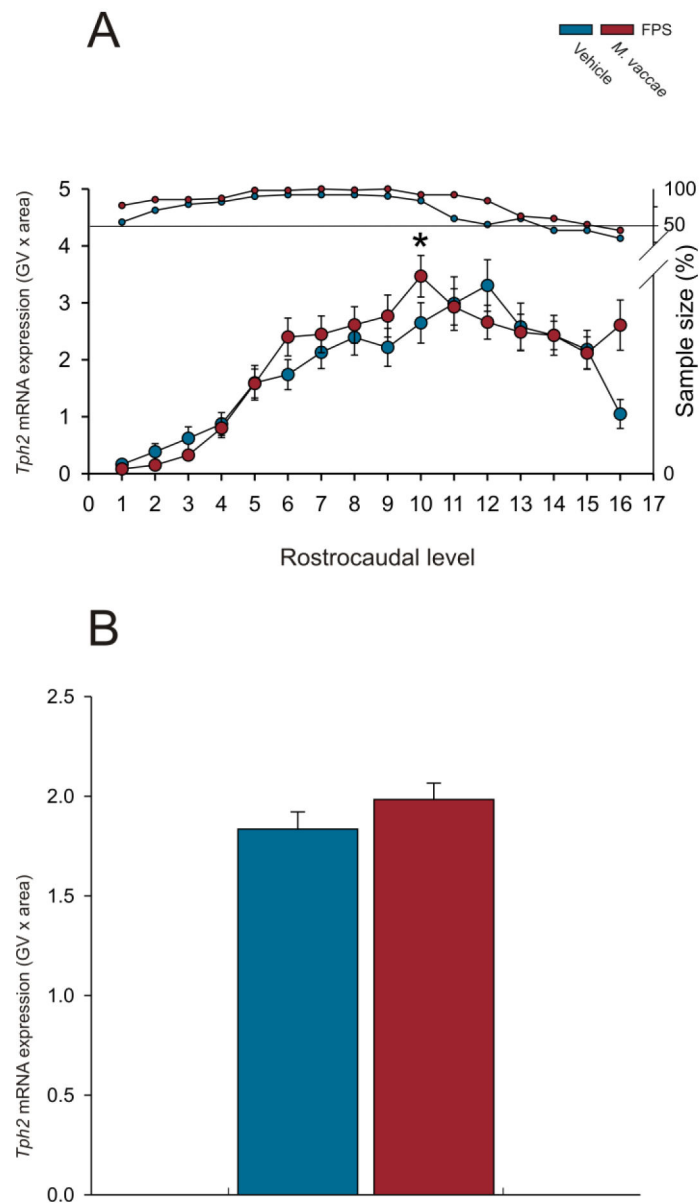 A
FPS
Vehicle
M. vaccae
5
4
3
2
1
0
Tph2 mRNA expression (GV x area)
*
100
50
0
Sample size (%)
0 1 2 3 4 5 6 7 8 9 10 11 12 13 14 15 16 17
Rostrocaudal level
B
2.5
2.0
1.5
1.0
0.5
0.0
Tph2 mRNA expression (GV x area)